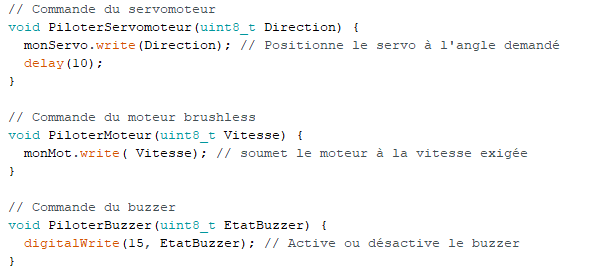 // Commande du servomoteur
void PiloterServomoteur(uint8_t Direction) {
  monServo.write(Direction); // Positionne le servo à l'angle demandé
  delay(10);
}

// Commande du moteur brushless
void PiloterMoteur(uint8_t Vitesse) {
  monMot.write( Vitesse); // soumet le moteur à la vitesse exigée
}

// Commande du buzzer
void PiloterBuzzer(uint8_t EtatBuzzer) {
  digitalWrite(15, EtatBuzzer); // Active ou désactive le buzzer
}